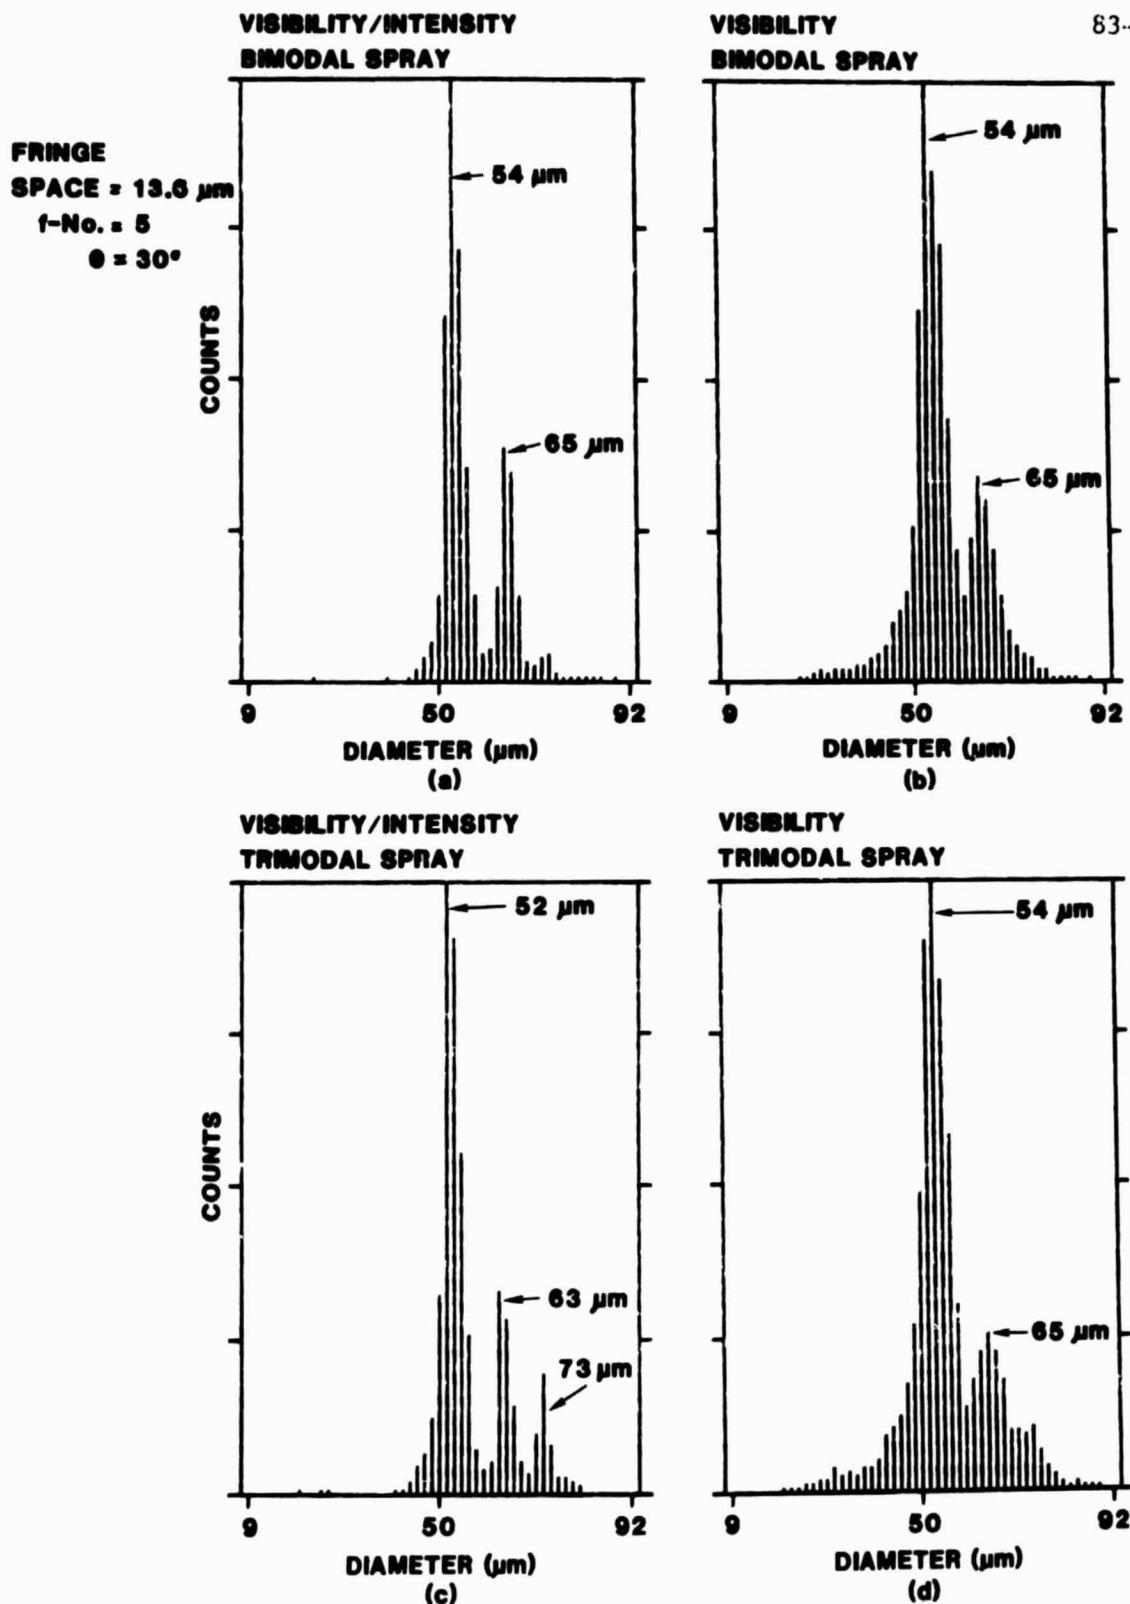 83-
VISIBILITY/INTENSITY
BIMODAL SPRAY
VISIBILITY
BIMODAL SPRAY
FRINGE
SPACE = 13.6 µm
f-No. = 5
θ = 30°
COUNTS
54 µm
65 µm
9 50 92
DIAMETER (µm)
(a)
54 µm
65 µm
9 50 92
DIAMETER (µm)
(b)
VISIBILITY/INTENSITY
TRIMODAL SPRAY
VISIBILITY
TRIMODAL SPRAY
COUNTS
52 µm
63 µm
73 µm
9 50 92
DIAMETER (µm)
(c)
54 µm
65 µm
9 50 92
DIAMETER (µm)
(d)